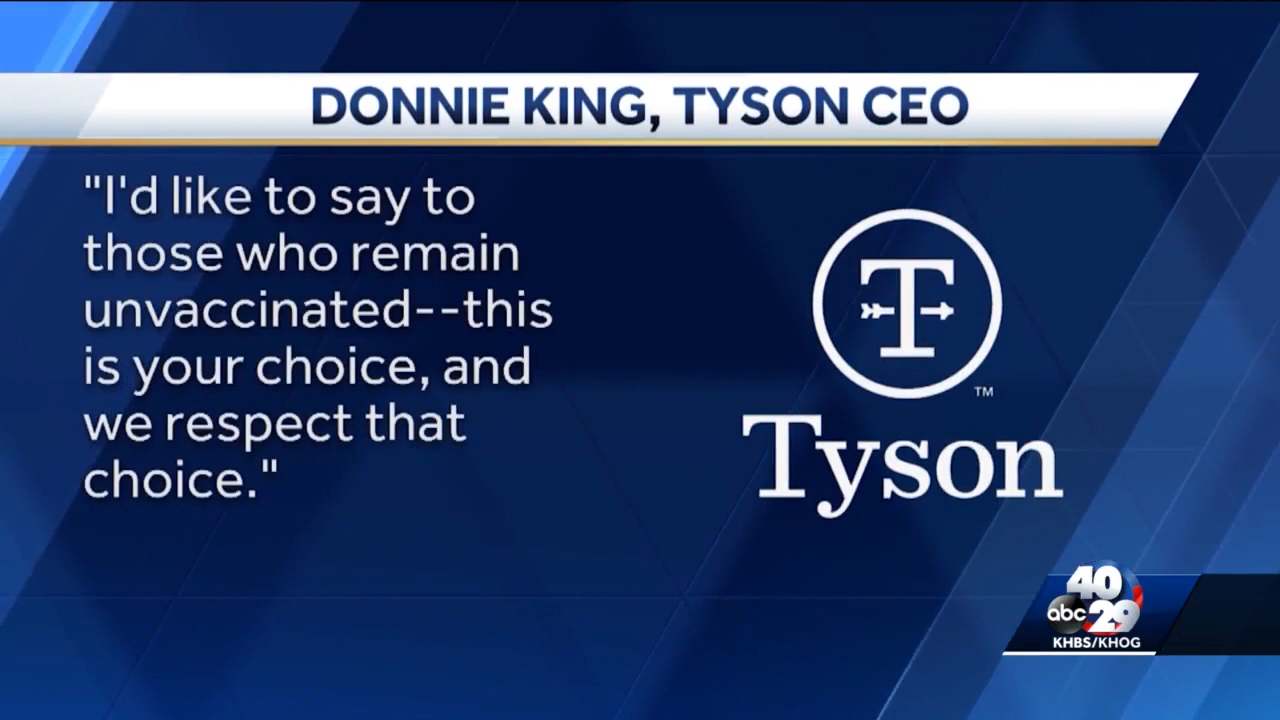 DONNIE KING, TYSON CEO
"I'd like to say to
those who remain
unvaccinated--this
is your choice, and
we respect that
choice."
T
TM
Tyson
40
abc 29
KHBS/KHOG